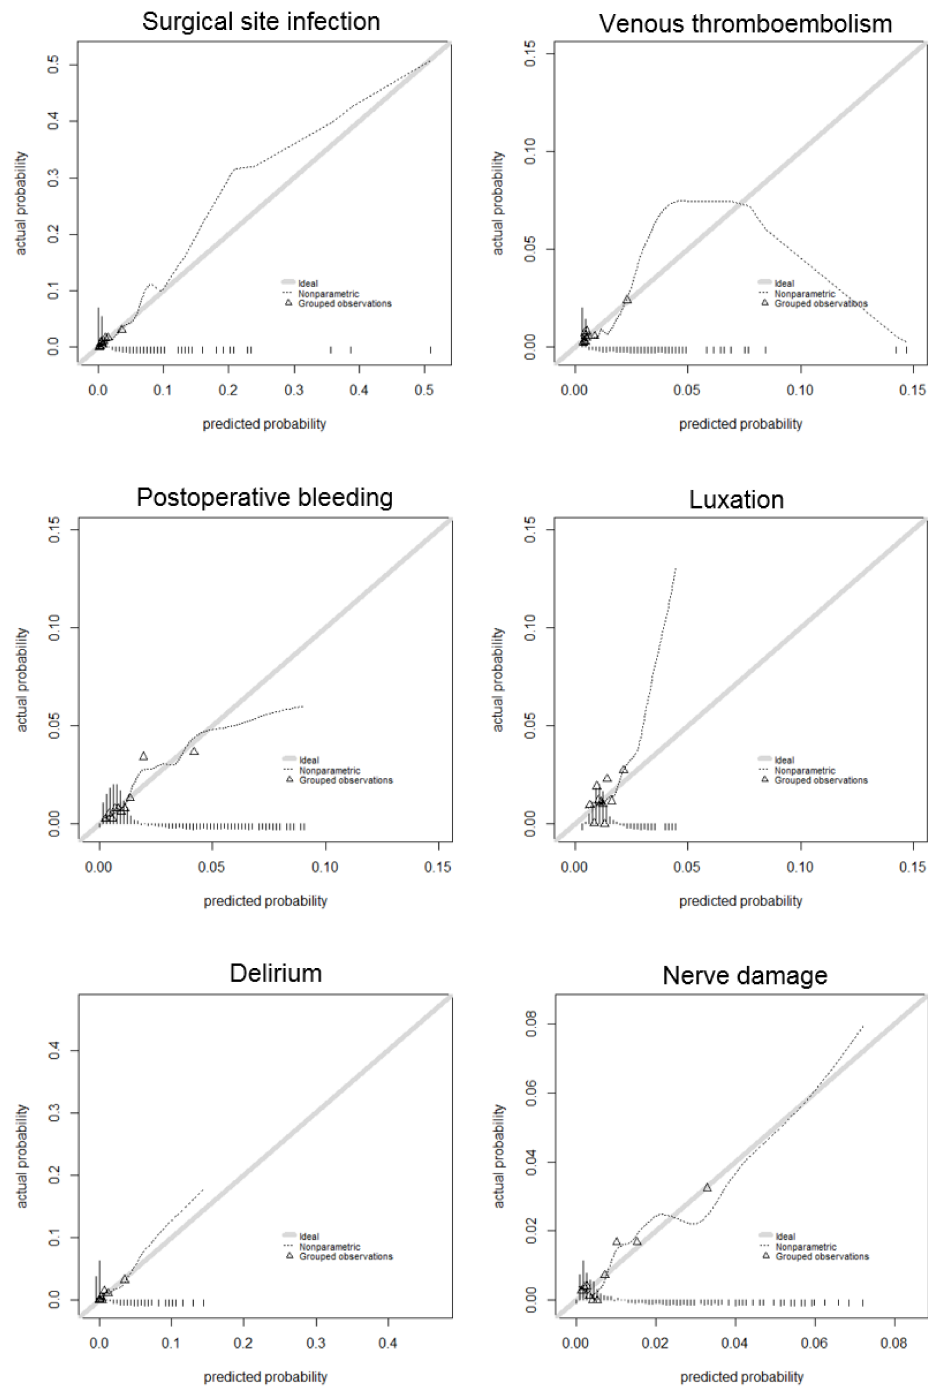 Surgical site infection
0.5
0.4
0.3
0.2
0.1
0.0
actual probability
Ideal
Nonparametric
Grouped observations
0.0 0.1 0.2 0.3 0.4 0.5
predicted probability
Venous thromboembolism
0.15
0.10
0.05
0.00
actual probability
Ideal
Nonparametric
Grouped observations
0.00 0.05 0.10 0.15
predicted probability
Postoperative bleeding
0.15
0.10
0.05
0.00
actual probability
Ideal
Nonparametric
Grouped observations
0.00 0.05 0.10 0.15
predicted probability
Luxation
0.15
0.10
0.05
0.00
actual probability
Ideal
Nonparametric
Grouped observations
0.00 0.05 0.10 0.15
predicted probability
Delirium
0.4
0.3
0.2
0.1
0.0
actual probability
Ideal
Nonparametric
Grouped observations
0.0 0.1 0.2 0.3 0.4
predicted probability
Nerve damage
0.08
0.06
0.04
0.02
0.00
actual probability
Ideal
Nonparametric
Grouped observations
0.00 0.02 0.04 0.06 0.08
predicted probability